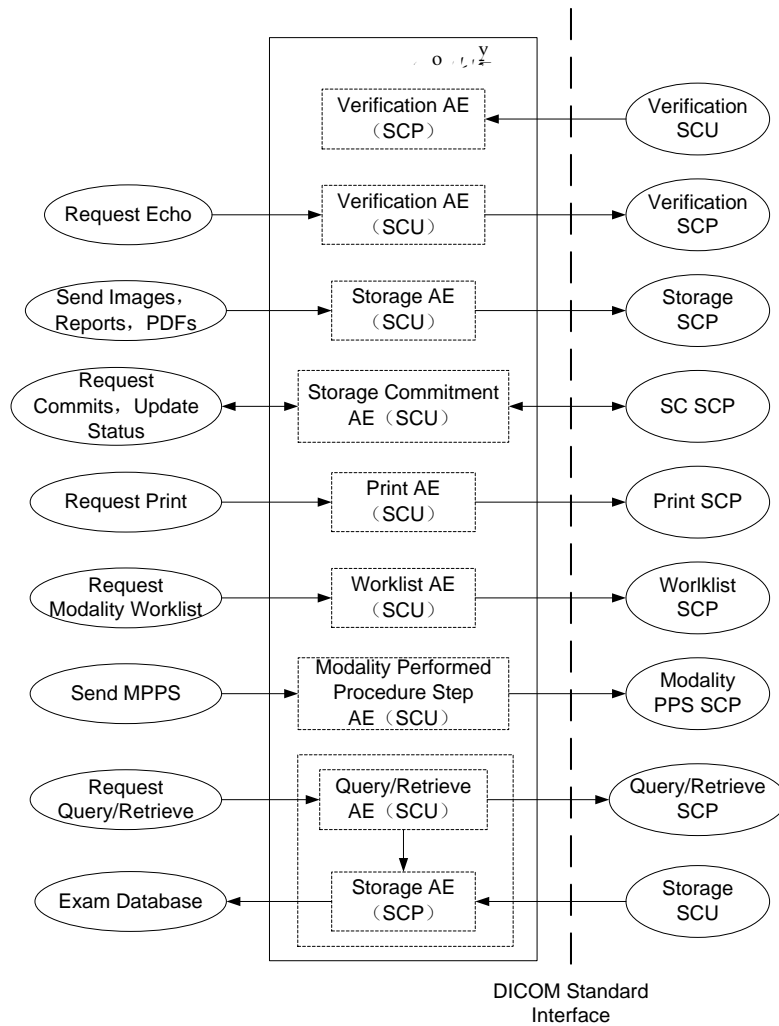 Verification AE
（SCP）
Verification
SCU
Request Echo
Verification AE
（SCU）
Verification
SCP
Send Images，
Reports，PDFs
Storage AE
（SCU）
Storage
SCP
Request
Commits，Update
Status
Storage Commitment
AE（SCU）
SC SCP
Request Print
Print AE
（SCU）
Print SCP
Request
Modality Worklist
Worklist AE
（SCU）
Worlklist
SCP
Send MPPS
Modality Performed
Procedure Step
AE（SCU）
Modality
PPS SCP
Request
Query/Retrieve
Query/Retrieve
AE（SCU）
Query/Retrieve
SCP
Exam Database
Storage AE
（SCP）
Storage
SCU
DICOM Standard
Interface